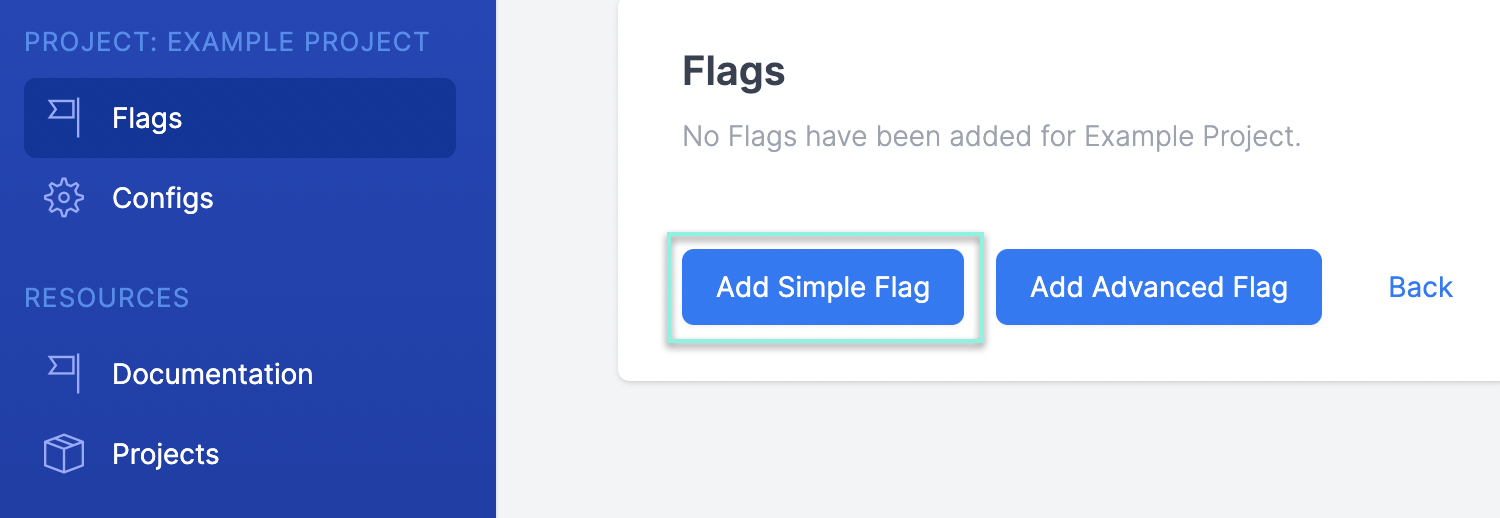 PROJECT: EXAMPLE PROJECT
Flags
Configs
RESOURCES
Documentation
Projects
Flags
No Flags have been added for Example Project.
Add Simple Flag
Add Advanced Flag
Back